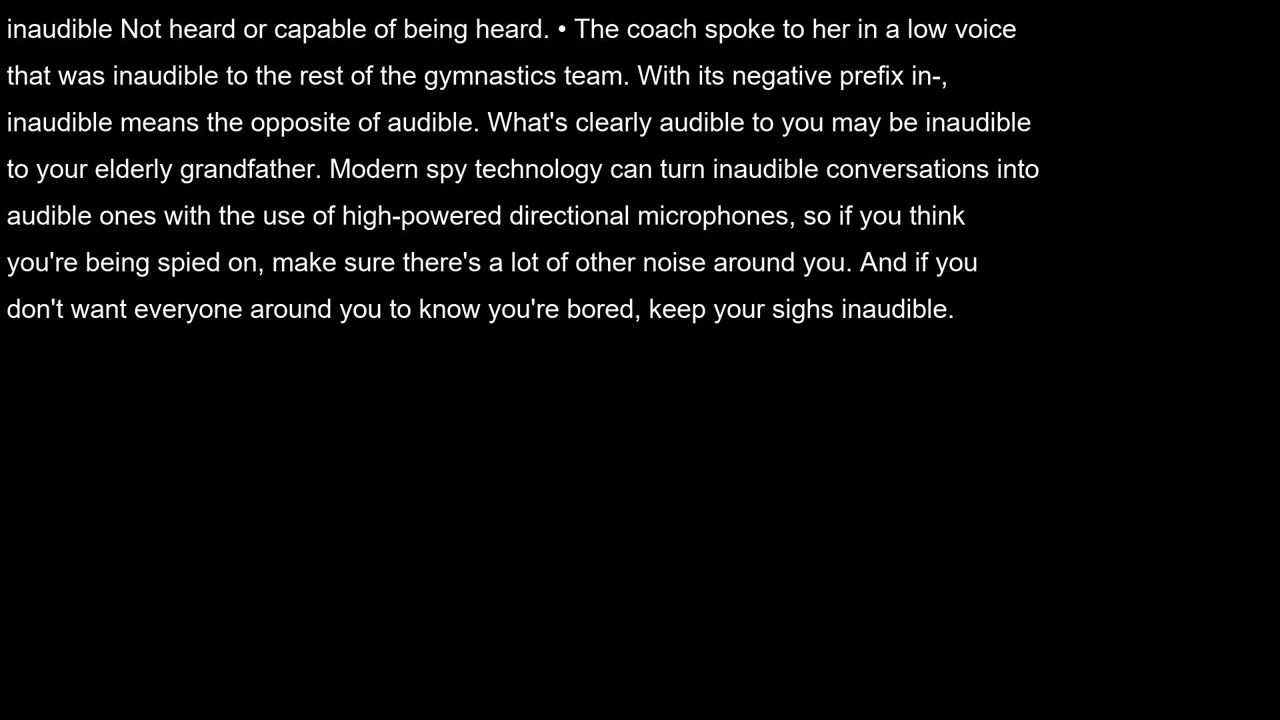 inaudible Not heard or capable of being heard. • The coach spoke to her in a low voice
that was inaudible to the rest of the gymnastics team. With its negative prefix in-,
inaudible means the opposite of audible. What's clearly audible to you may be inaudible
to your elderly grandfather. Modern spy technology can turn inaudible conversations into
audible ones with the use of high-powered directional microphones, so if you think
you're being spied on, make sure there's a lot of other noise around you. And if you
don't want everyone around you to know you're bored, keep your sighs inaudible.